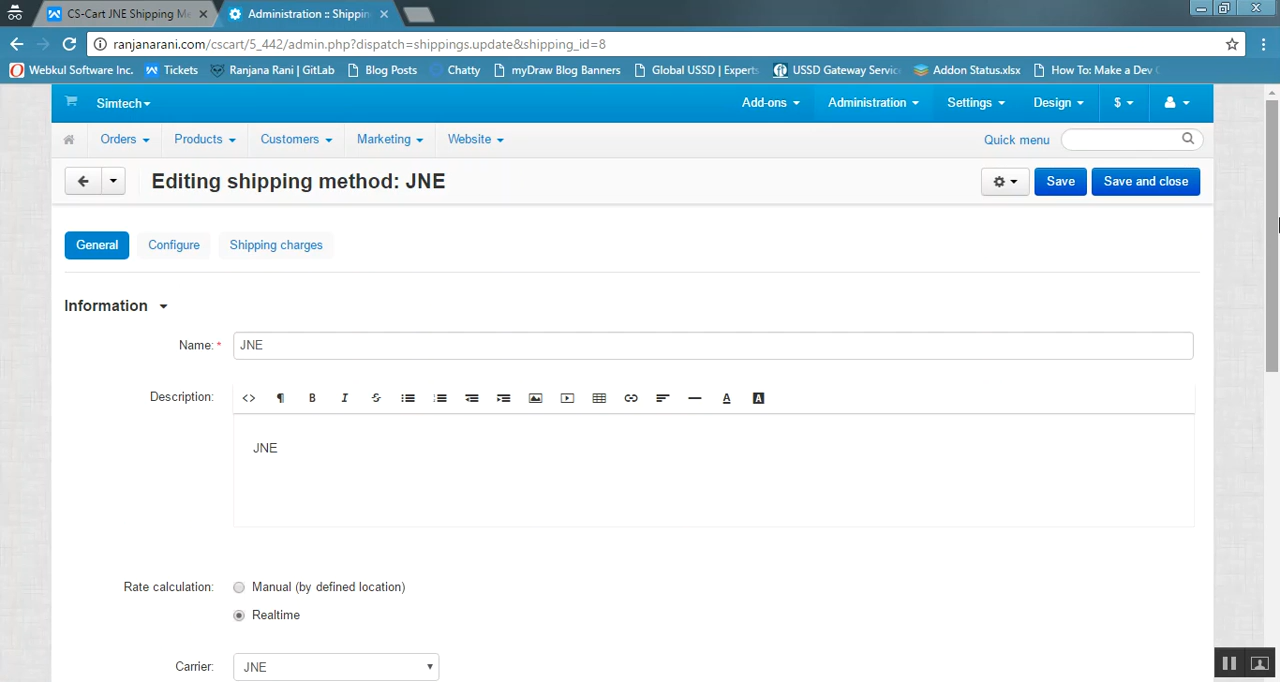 CS-Cart JNE Shipping Me
Administration :: Shippin
ranjanarani.com/cscart/5_442/admin.php?dispatch=shippings.update&shipping_id=8
Webkul Software Inc. Tickets Ranjana Rani | GitLab Blog Posts Chatty myDraw Blog Banners Global USSD | Experts USSD Gateway Servic Addon Status.xlsx How To: Make a Dev
Simtech Add-ons Administration Settings Design $
Orders Products Customers Marketing Website Quick menu
Editing shipping method: JNE Save Save and close
General Configure Shipping charges
Information
Name: * JNE
Description:
JNE
Rate calculation: Manual (by defined location)
Realtime
Carrier: JNE